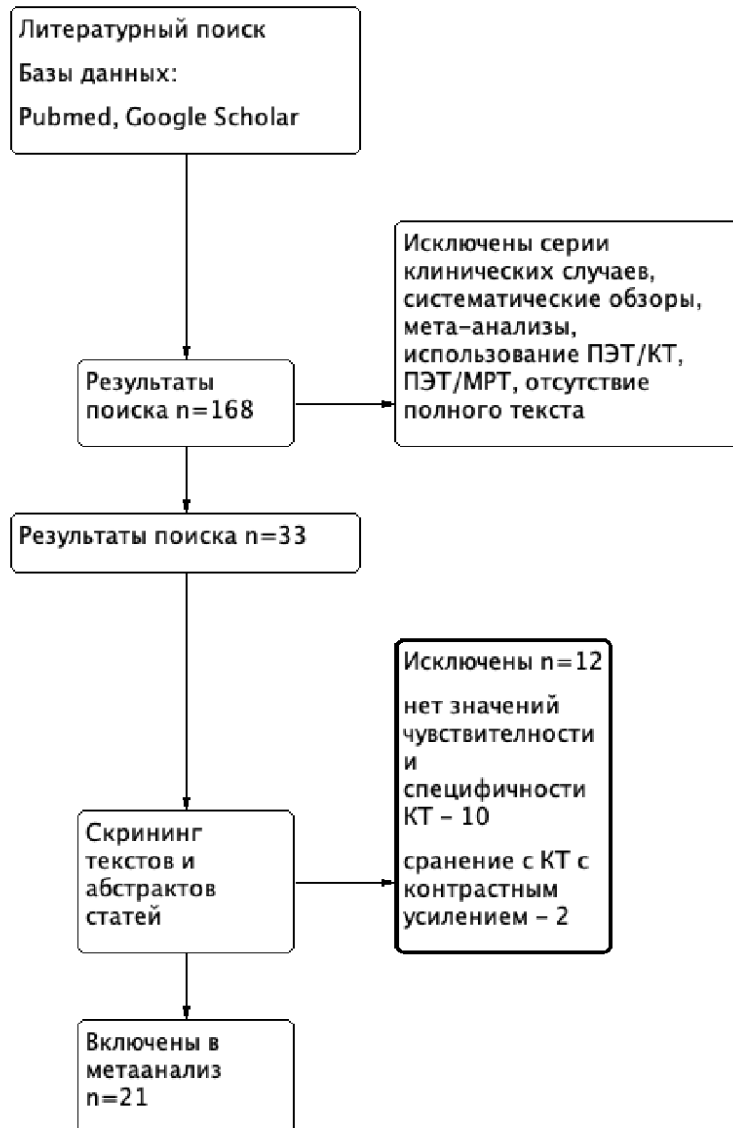 Литературный поиск
Базы данных:
Pubmed, Google Scholar
Исключены серии
клинических случаев,
систематические обзоры,
мета-анализы,
использование ПЭТ/КТ,
ПЭТ/МРТ, отсутствие
полного текста
Результаты
поиска n=168
Результаты поиска n=33
Исключены n=12
нет значений
чувствителности
и
специфичности
КТ - 10
сранение с КТ с
контрастным
усилением - 2
Скрининг
текстов и
абстрактов
статей
Включены в
метаанализ
n=21